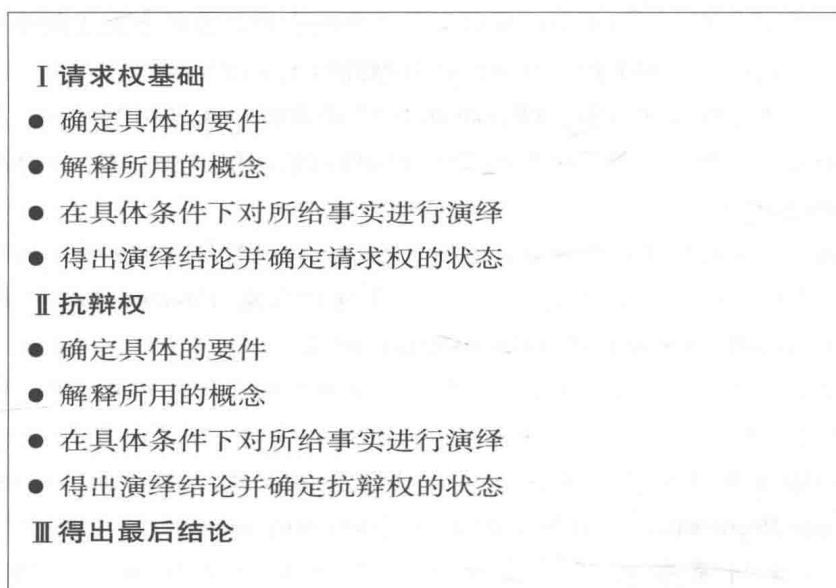 Ⅰ请求权基础
● 确定具体的要件
● 解释所用的概念
● 在具体条件下对所给事实进行演绎
● 得出演绎结论并确定请求权的状态
Ⅱ抗辩权
● 确定具体的要件
● 解释所用的概念
● 在具体条件下对所给事实进行演绎
● 得出演绎结论并确定抗辩权的状态
Ⅲ得出最后结论